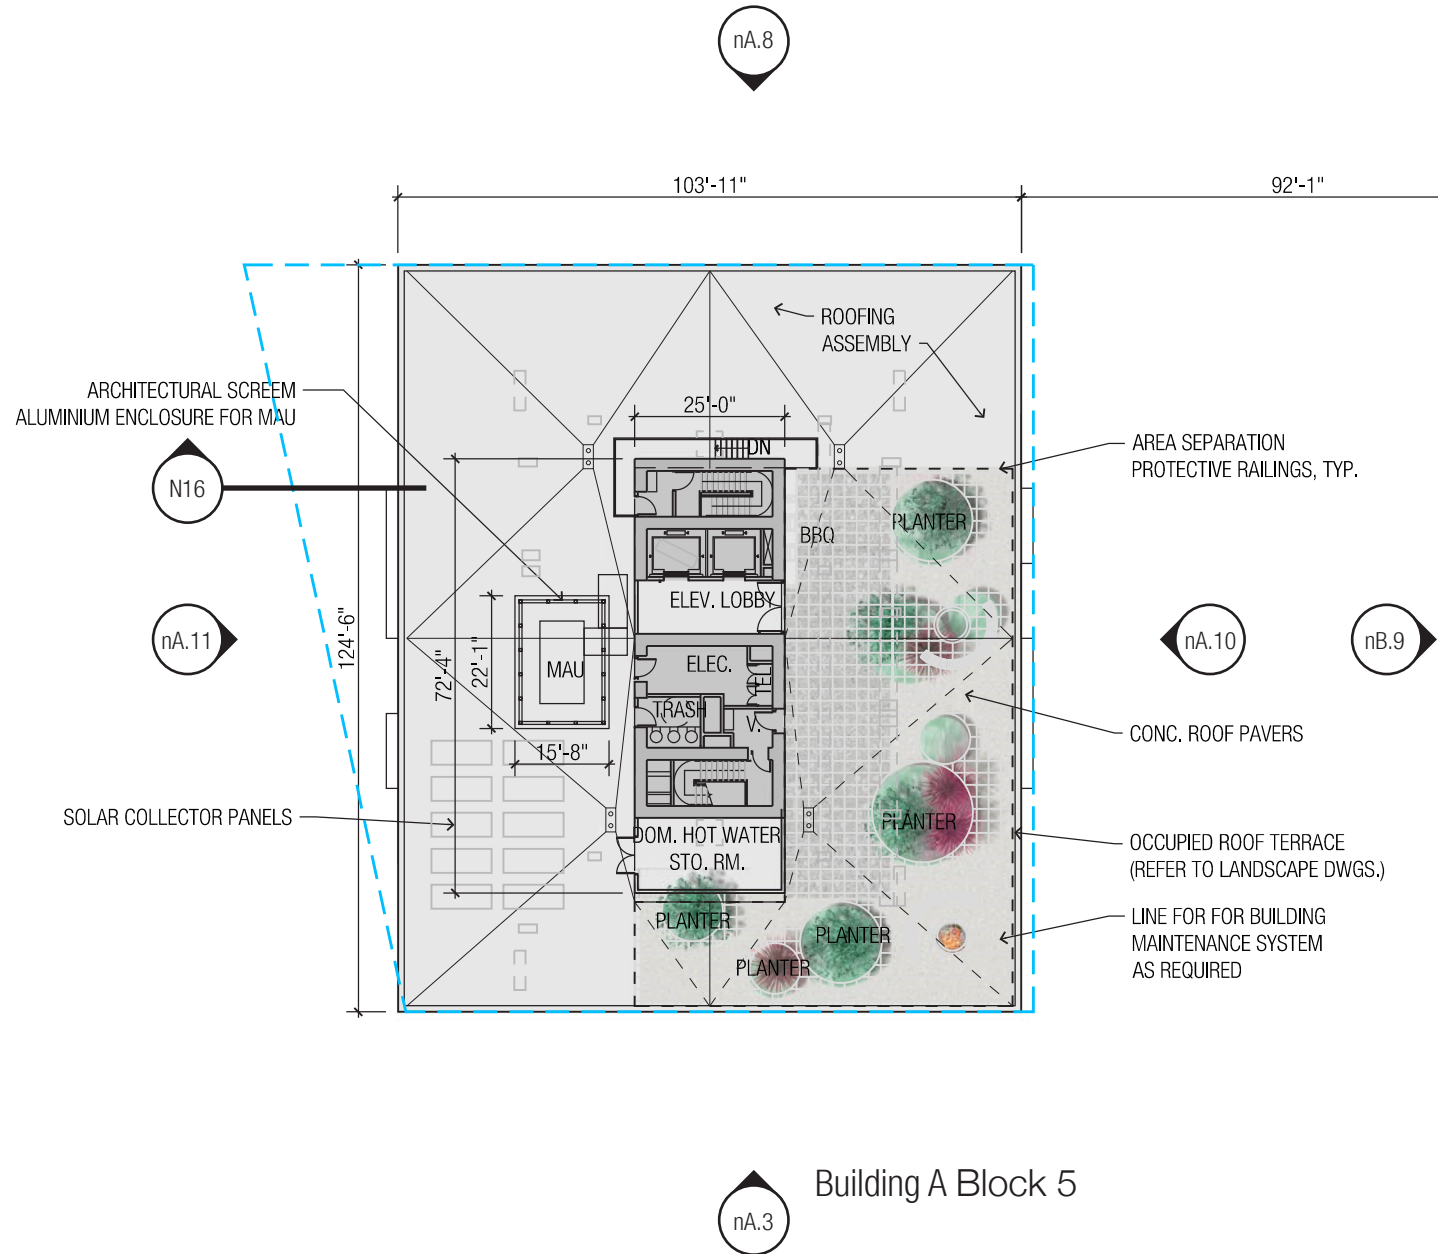 nA.8
103'-11"
92'-1"
ROOFING
ASSEMBLY
ARCHITECTURAL SCREEM
ALUMINIUM ENCLOSURE FOR MAU
25'-0"
DN
AREA SEPARATION
PROTECTIVE RAILINGS, TYP.
N16
PLANTER
BBQ
ELEV. LOBBY
nA.11
124'-6"
72'-4"
22'-1"
MAU
ELEC.
TEL
nA.10
nB.9
TRASH
V.
CONC. ROOF PAVERS
15'-8"
SOLAR COLLECTOR PANELS
PLANTER
DOM. HOT WATER
STO. RM.
OCCUPIED ROOF TERRACE
(REFER TO LANDSCAPE DWGS.)
PLANTER
PLANTER
PLANTER
LINE FOR FOR BUILDING
MAINTENANCE SYSTEM
AS REQUIRED
Building A Block 5
nA.3